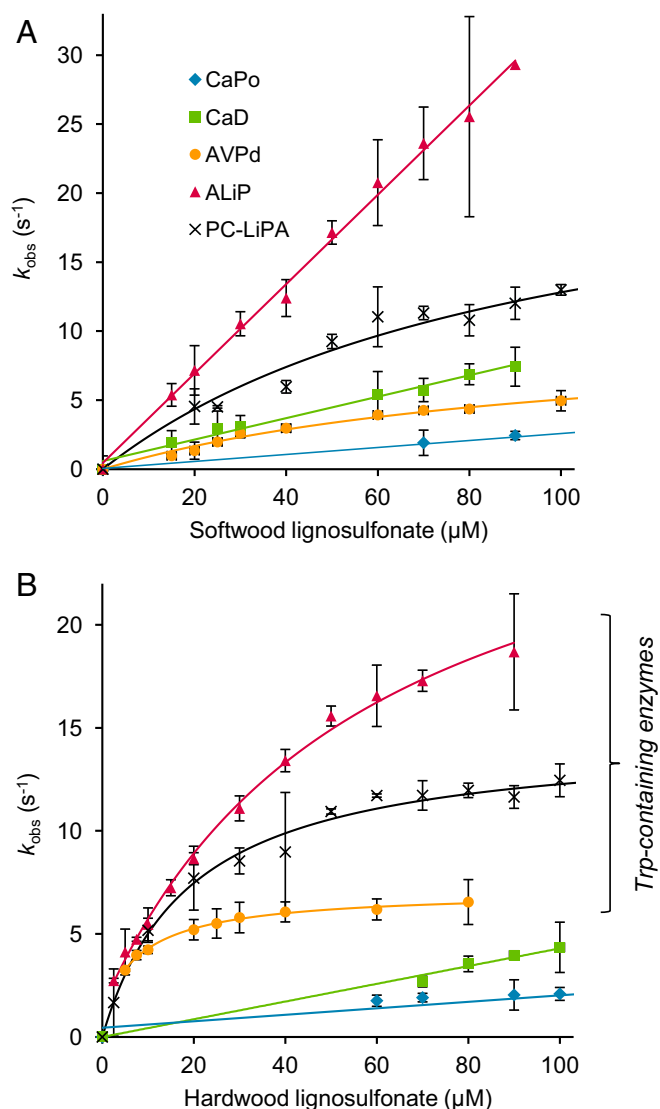 A
30
25
20
15
10
5
0
k_obs (s⁻¹)
CaPo
CaD
AVPd
ALiP
PC-LiPA
0 20 40 60 80 100
Softwood lignosulfonate (µM)
B
20
15
10
5
0
k_obs (s⁻¹)
Trp-containing enzymes
0 20 40 60 80 100
Hardwood lignosulfonate (µM)